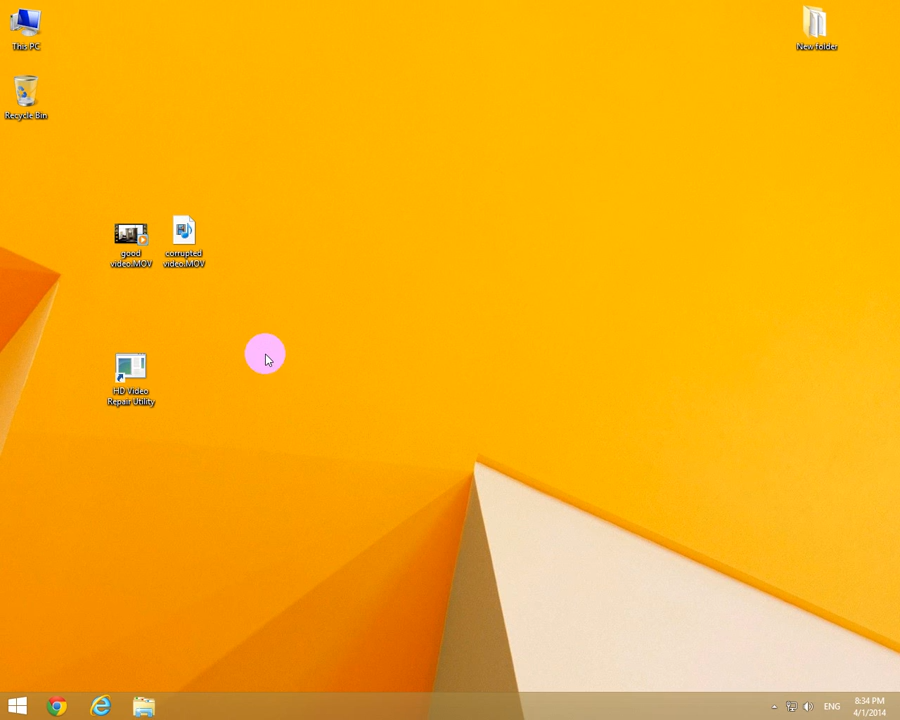 This PC
New folder
Recycle Bin
good
video.MOV
corrupted
video.MOV
HD Video
Repair Utility
ENG
8:34 PM
4/1/2014